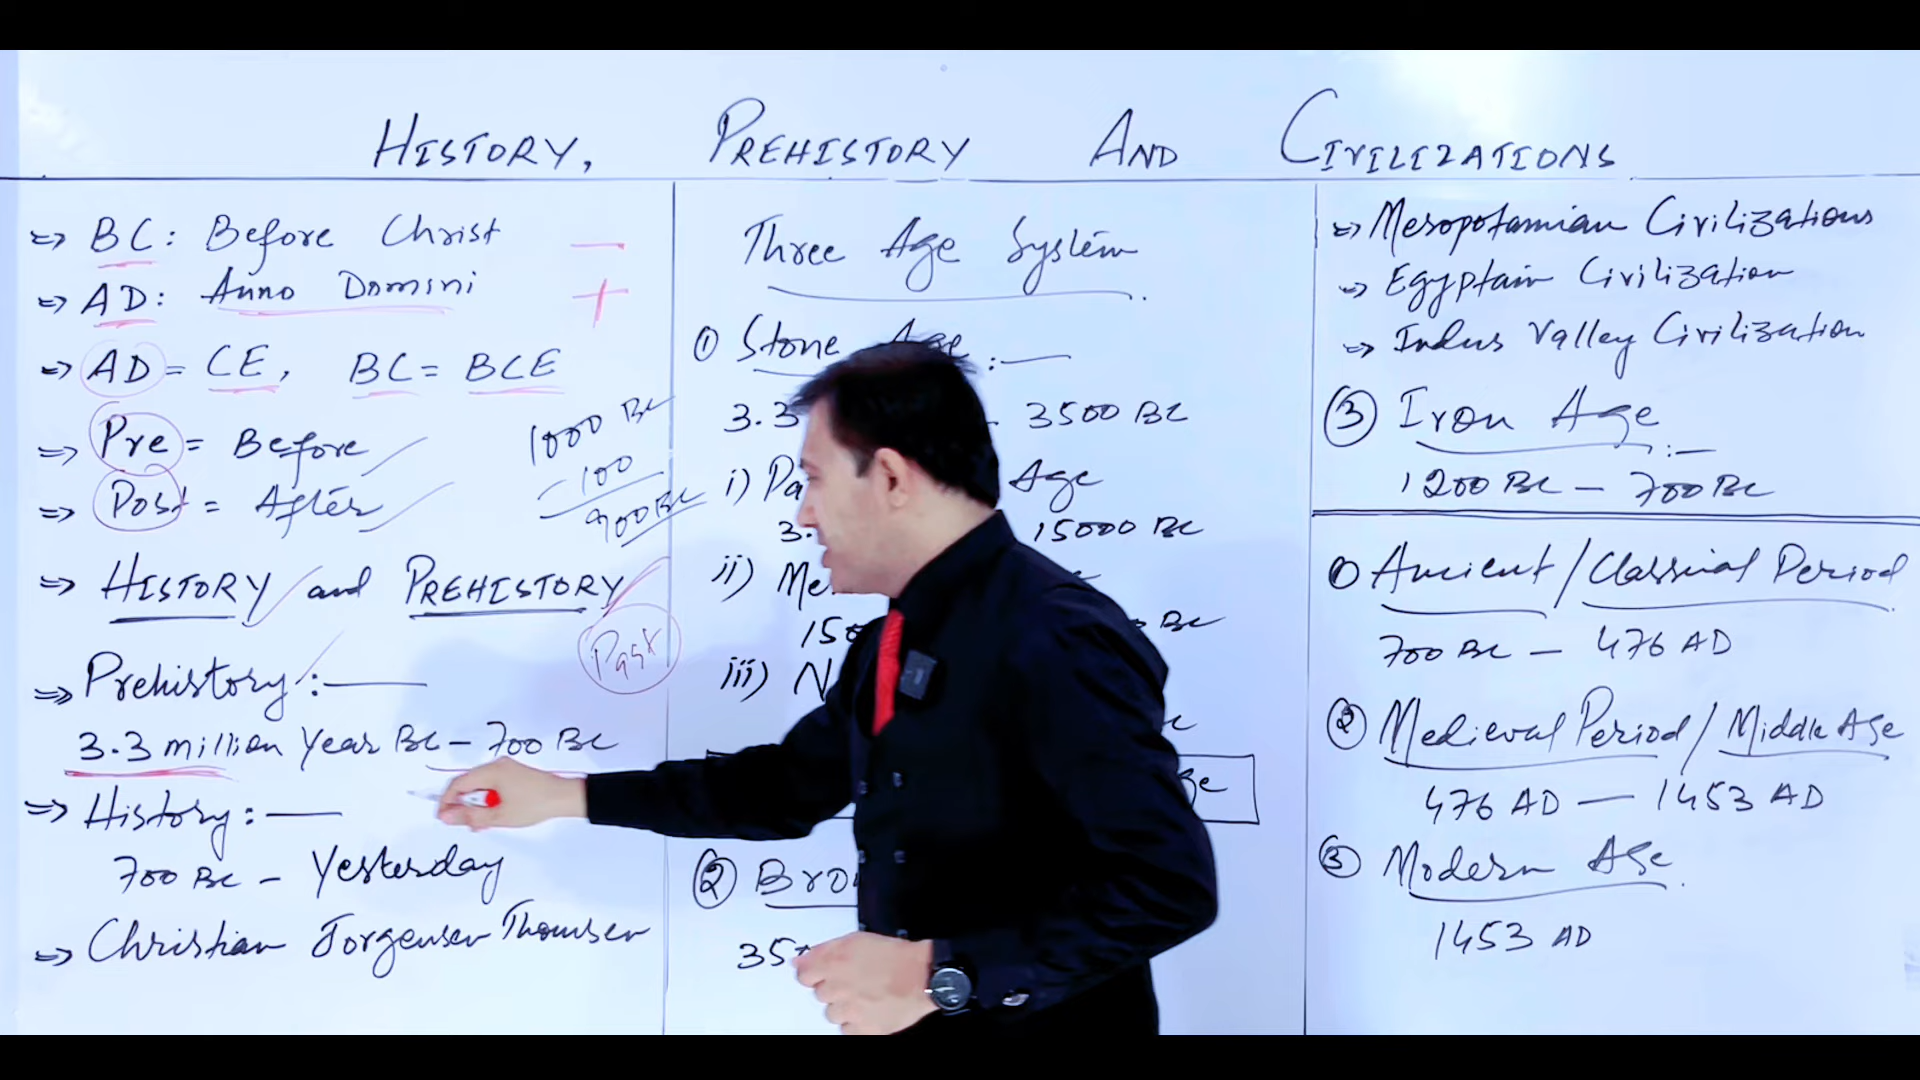 HISTORY, PREHISTORY AND CIVILIZATIONS
=> BC: Before Christ —
=> AD: Anno Domini +
=> AD = CE, BC = BCE
=> Pre = Before
=> Post = After
1000 BC
- 100
900 BC
=> HISTORY and PREHISTORY
Past
=> Prehistory :—
3.3 million Year BC – 700 BC
=> History :—
700 BC – Yesterday
=> Christian Jorgensen Thomsen
Three Age System
① Stone Age :—
3.3 – 3500 BC
i) Pa Age
3. 15000 BC
ii) Me
150 BC
iii) N
② Bro
35
=> Mesopotamian Civilizations
=> Egyptain Civilization
=> Indus Valley Civilization
③ Iron Age :—
1200 BC – 700 BC
① Ancient / Classical Period
700 BC – 476 AD
② Medieval Period / Middle Age
476 AD — 1453 AD
③ Modern Age
1453 AD